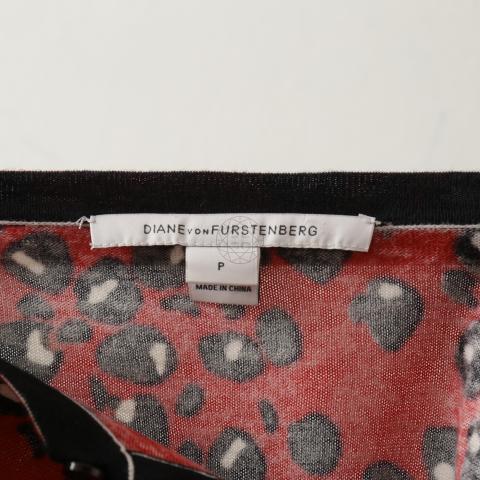 DIANE VON FURSTENBERG
P
MADE IN CHINA